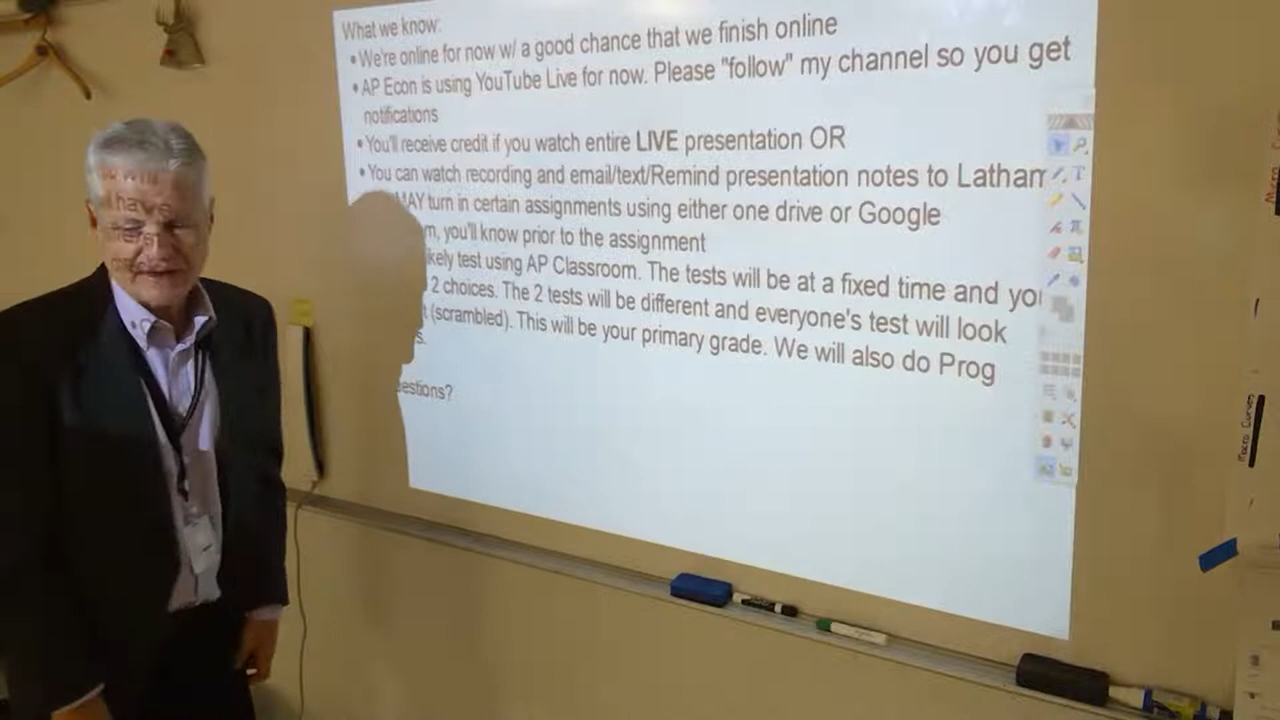 What we know:
• We're online for now w/ a good chance that we finish online
• AP Econ is using YouTube Live for now. Please "follow" my channel so you get
notifications
• You'll receive credit if you watch entire LIVE presentation OR
• You can watch recording and email/text/Remind presentation notes to Latham
MAY turn in certain assignments using either one drive or Google
m, you'll know prior to the assignment
ikely test using AP Classroom. The tests will be at a fixed time and you
2 choices. The 2 tests will be different and everyone's test will look
t (scrambled). This will be your primary grade. We will also do Prog
s.
estions?
Macro Curves